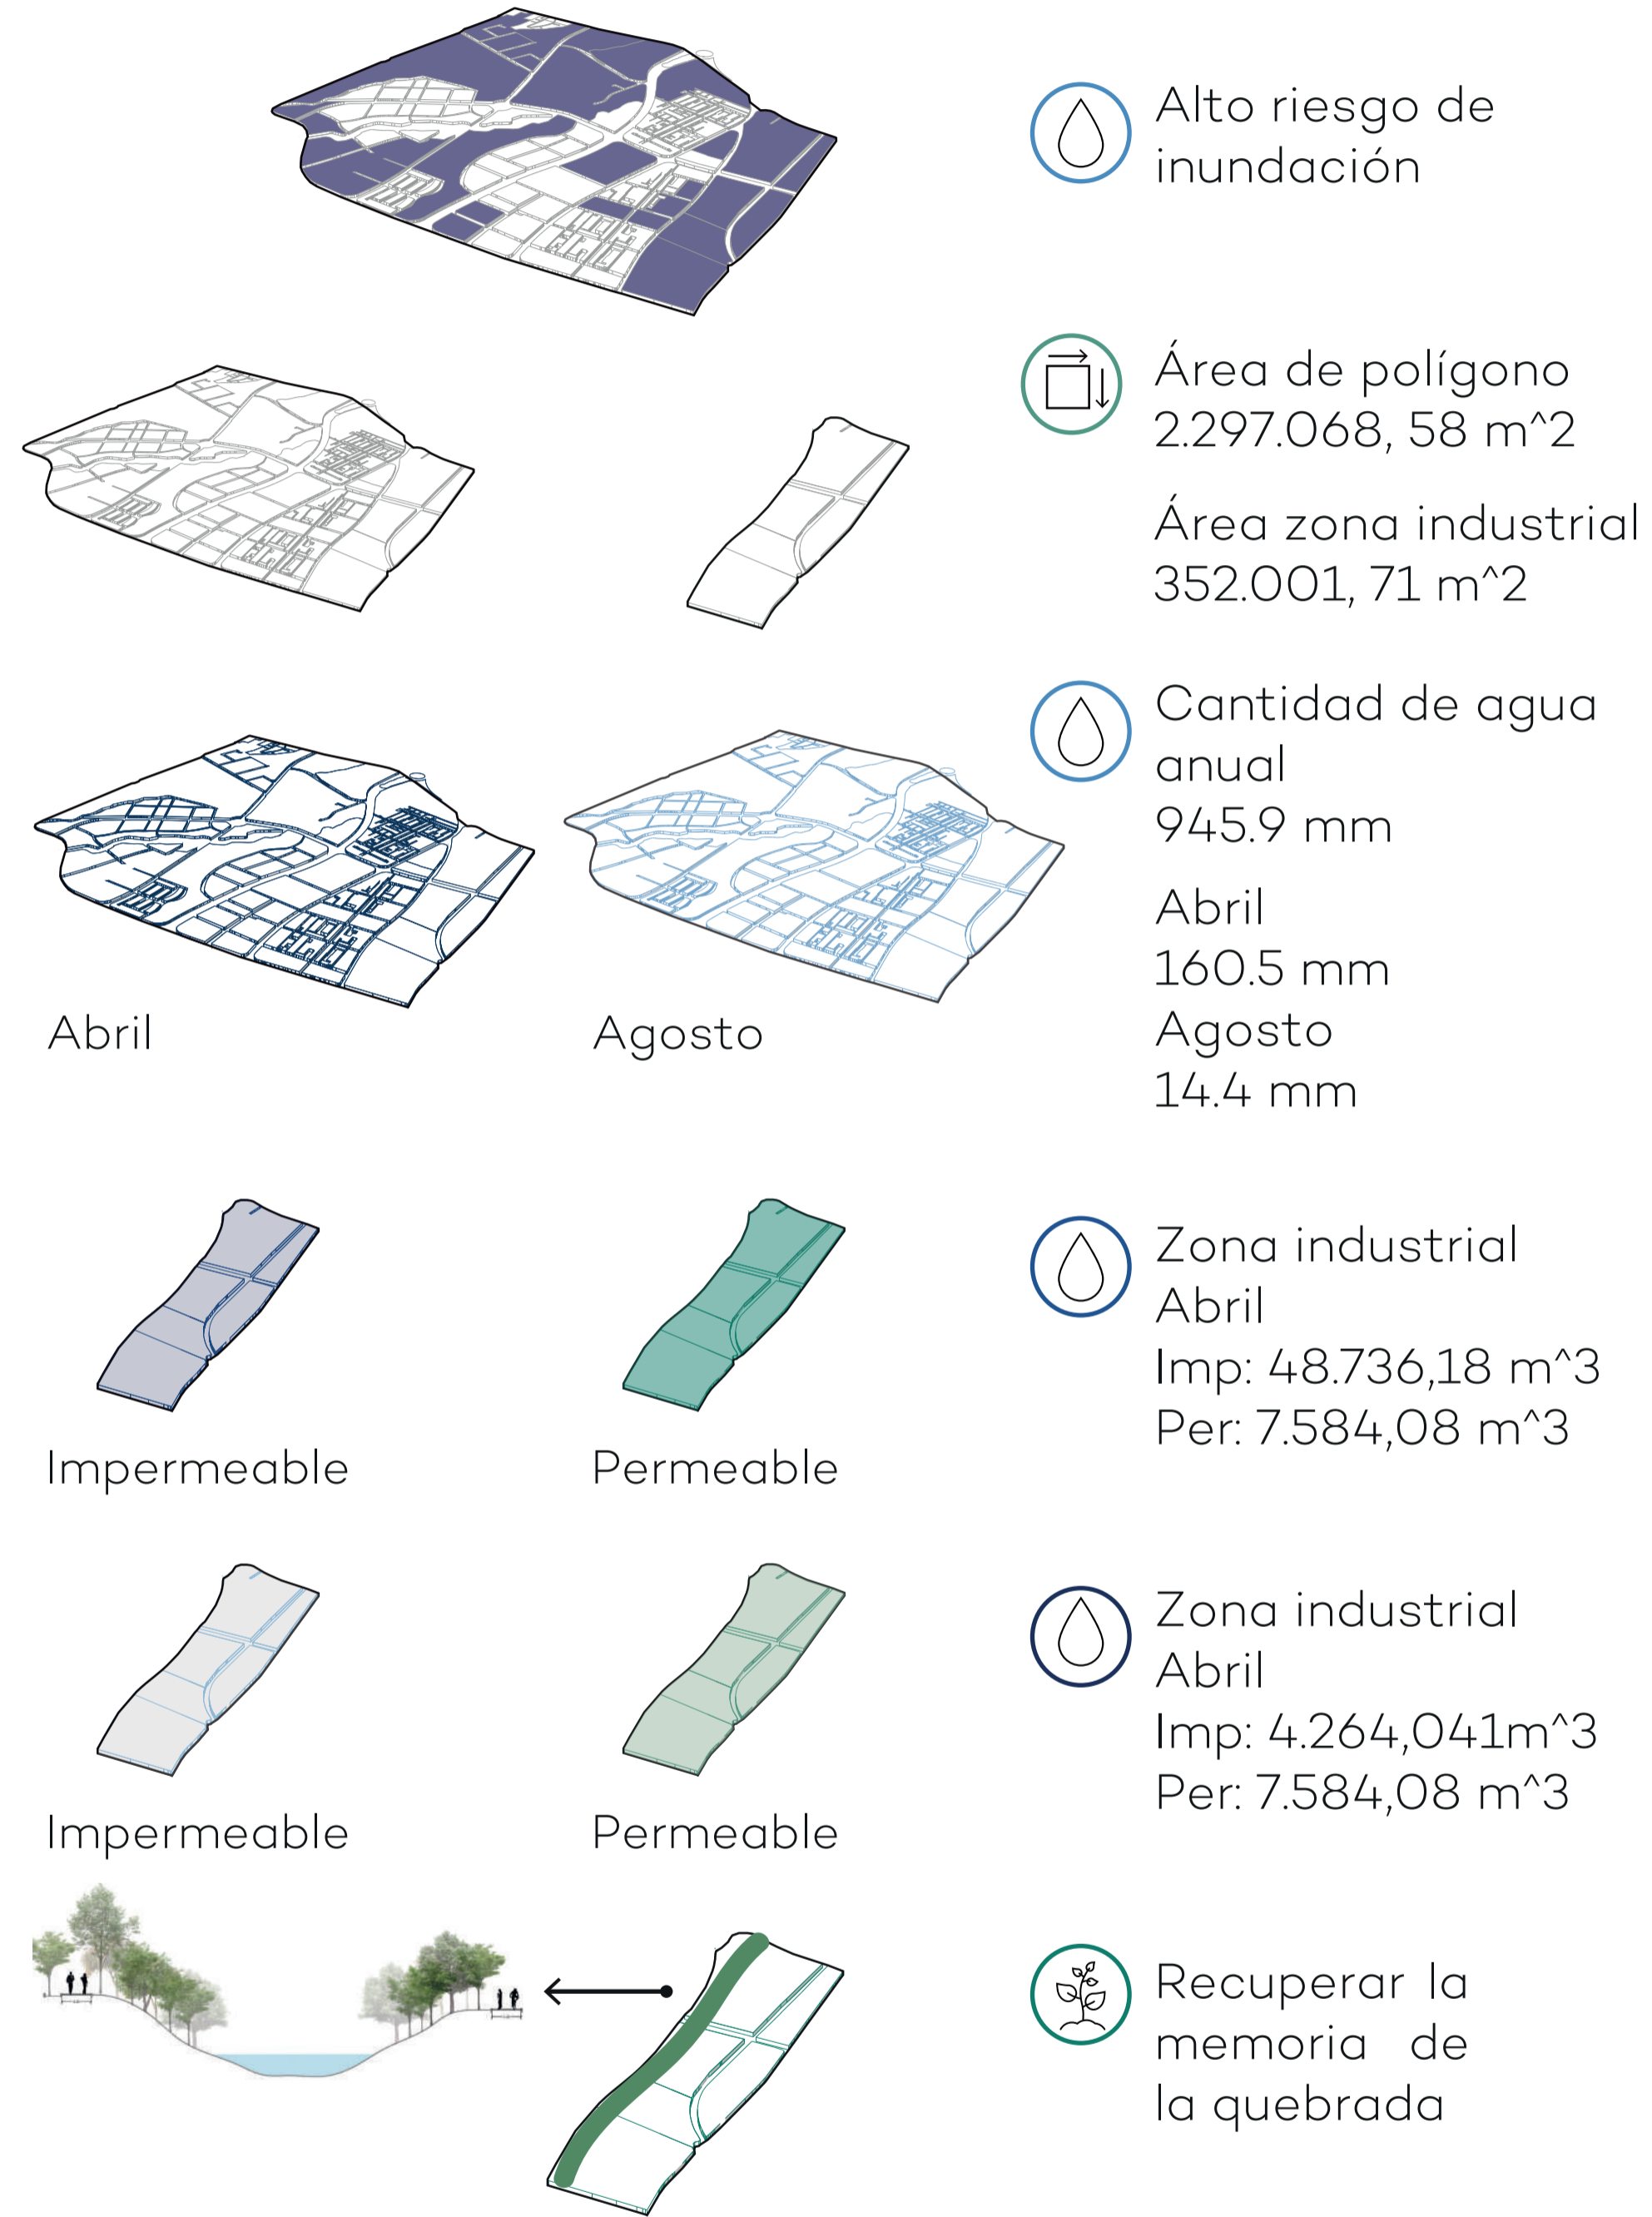 Alto riesgo de
inundación
Área de polígono
2.297.068, 58 m^2
Área zona industrial
352.001, 71 m^2
Cantidad de agua
anual
945.9 mm
Abril
160.5 mm
Agosto
14.4 mm
Abril
Agosto
Zona industrial
Abril
Imp: 48.736,18 m^3
Per: 7.584,08 m^3
Impermeable
Permeable
Zona industrial
Abril
Imp: 4.264,041m^3
Per: 7.584,08 m^3
Impermeable
Permeable
Recuperar la
memoria de
la quebrada